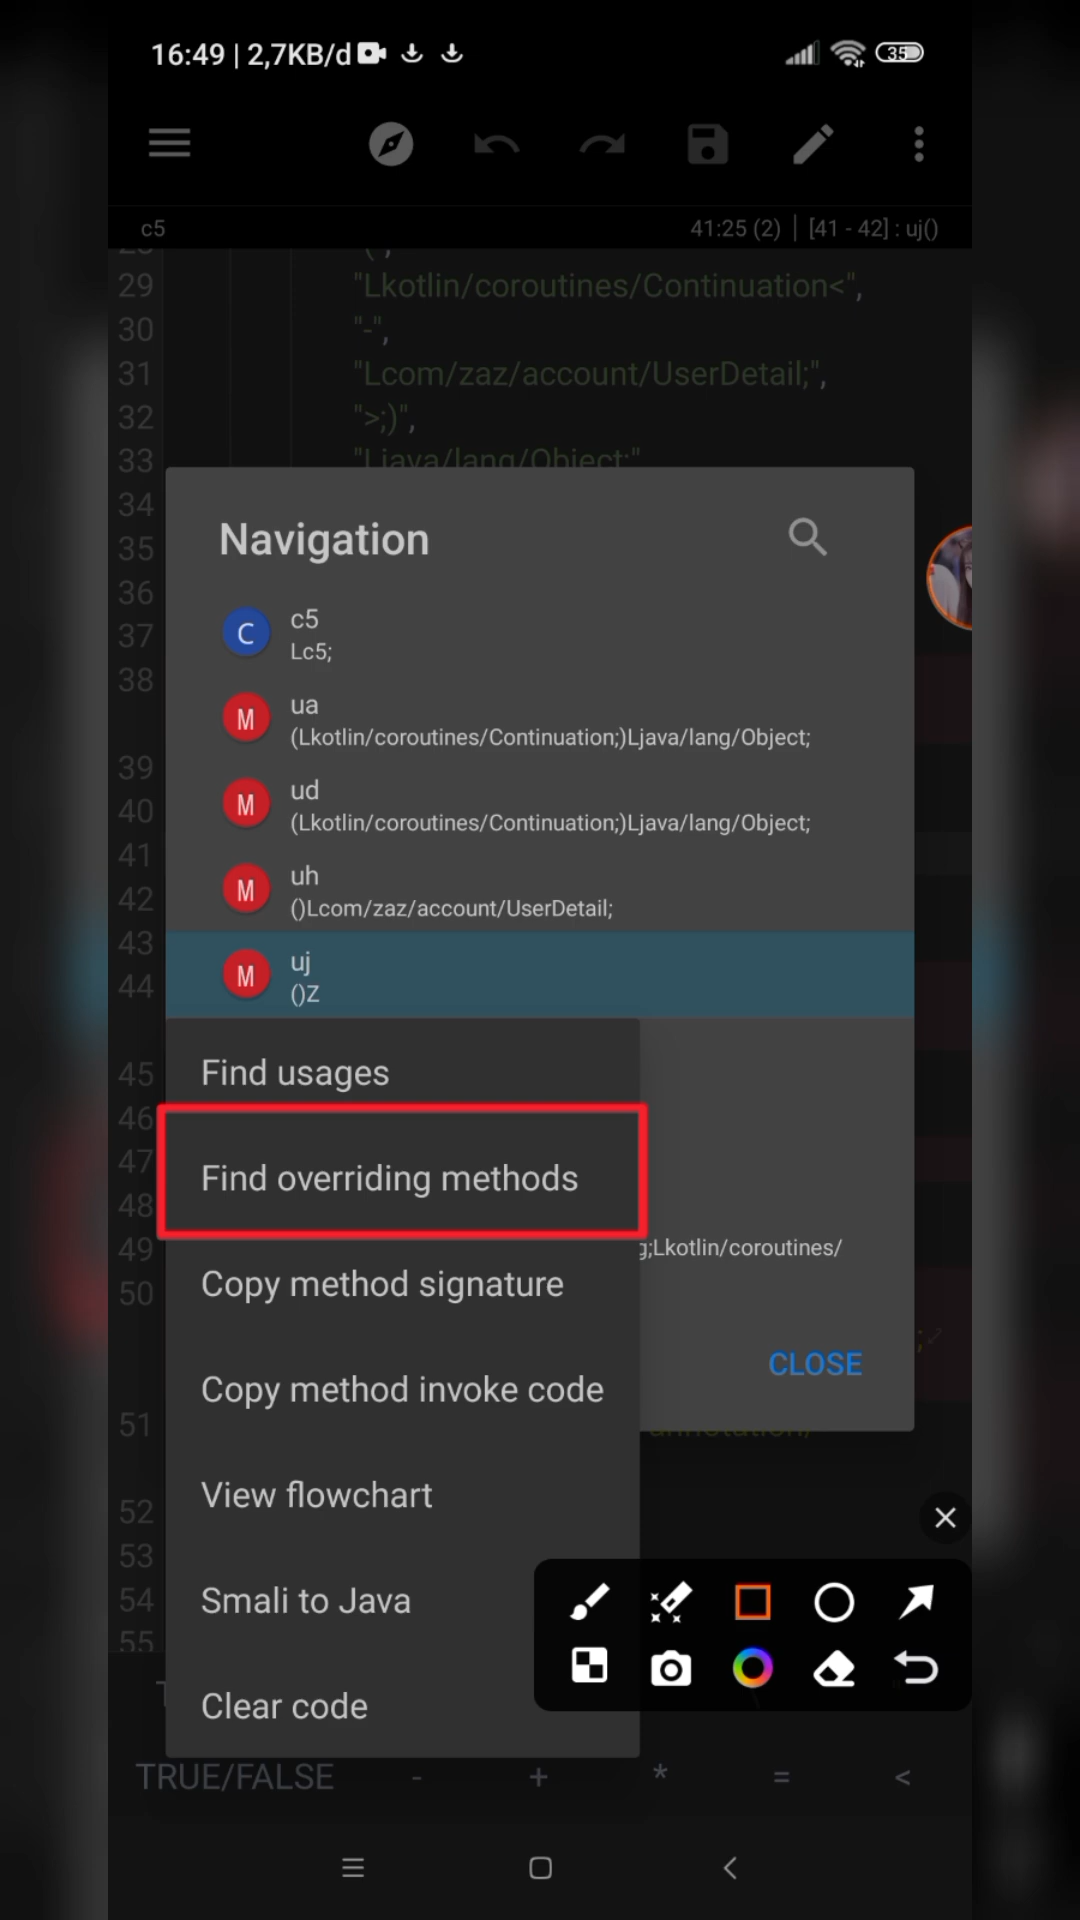 16:49 | 2,7KB/d
35
c5
41:25 (2) | [41 - 42] : uj()
28
29 "Lkotlin/coroutines/Continuation<",
30 "-",
31 "Lcom/zaz/account/UserDetail;",
32 ">;)",
33 "Ljava/lang/Object;"
34
35
36
37
38
39
40
41
42
43
44
45
46
47
48
49
50
51
52
53
54
55
Navigation
C
c5
Lc5;
M
ua
(Lkotlin/coroutines/Continuation;)Ljava/lang/Object;
M
ud
(Lkotlin/coroutines/Continuation;)Ljava/lang/Object;
M
uh
()Lcom/zaz/account/UserDetail;
M
uj
()Z
Find usages
Find overriding methods
g;Lkotlin/coroutines/
Copy method signature
CLOSE
Copy method invoke code
View flowchart
Smali to Java
Clear code
TRUE/FALSE - + * = <